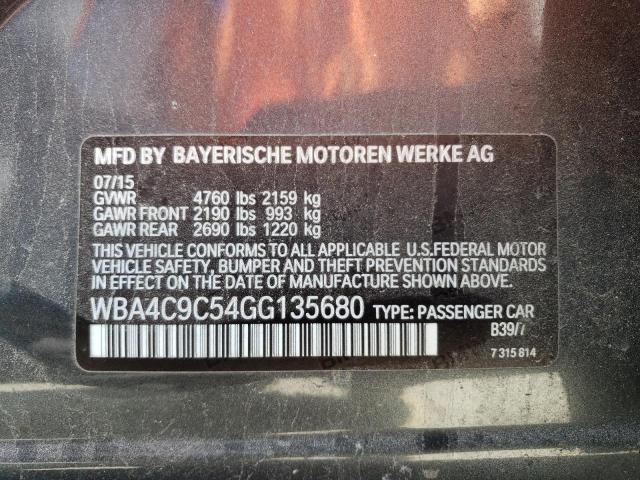 MFD BY BAYERISCHE MOTOREN WERKE AG
07/15
GVWR 4760 lbs 2159 kg
GAWR FRONT 2190 lbs 993 kg
GAWR REAR 2690 lbs 1220 kg
THIS VEHICLE CONFORMS TO ALL APPLICABLE U.S.FEDERAL MOTOR
VEHICLE SAFETY, BUMPER AND THEFT PREVENTION STANDARDS
IN EFFECT ON THE DATE OF MANUFACTURE SHOWN ABOVE.
WBA4C9C54GG135680 TYPE: PASSENGER CAR
B39/7
7 315 814